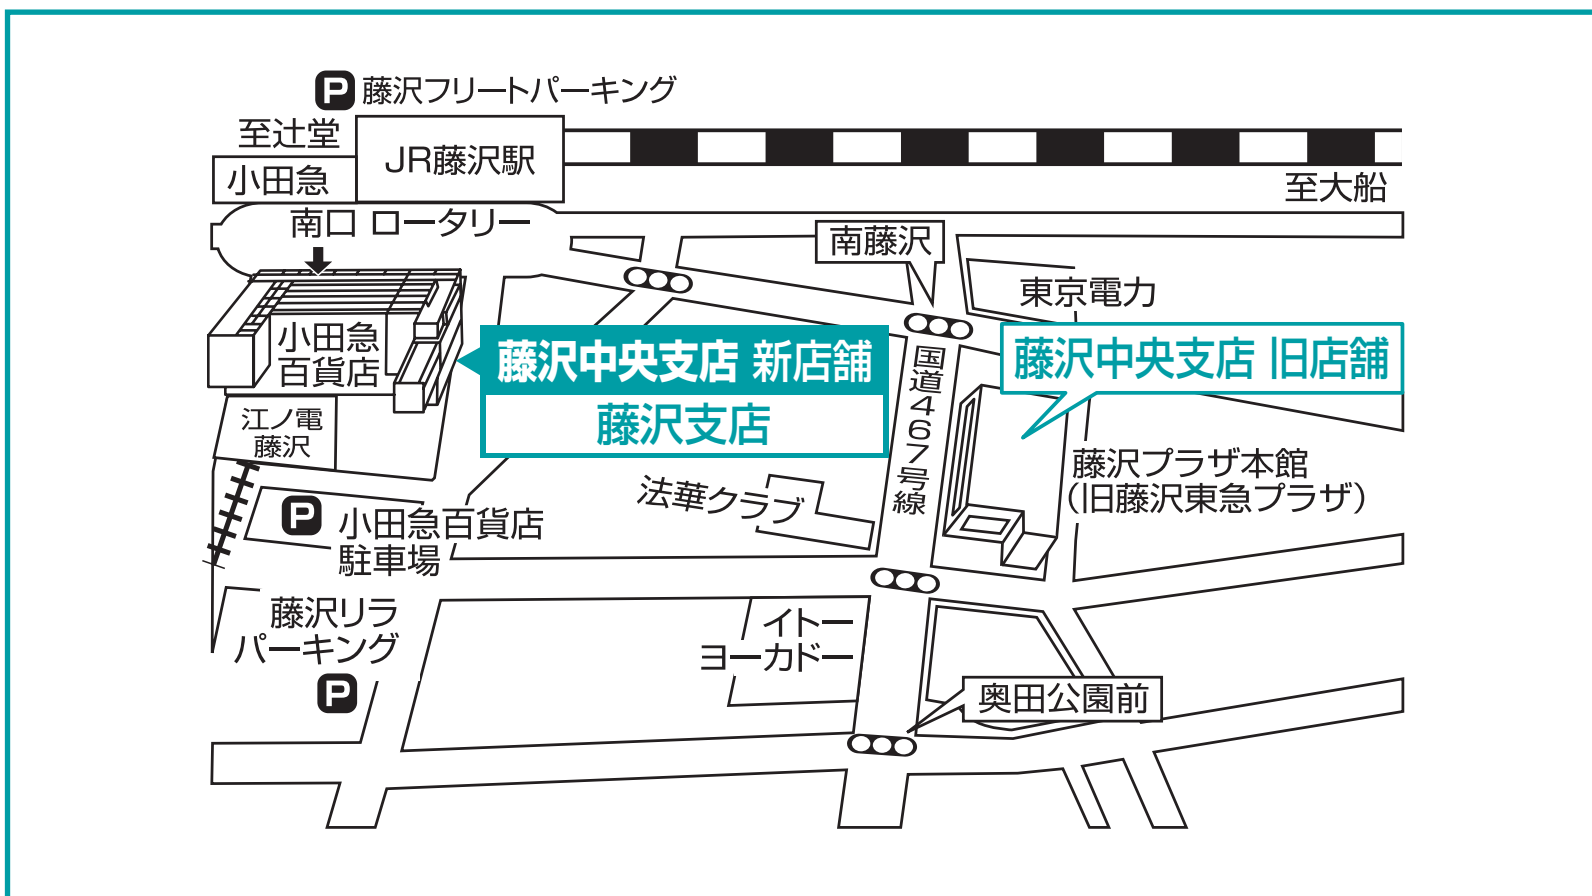 P 藤沢フリートパーキング
至辻堂
JR藤沢駅
小田急
至大船
南口 ロータリー
南藤沢
東京電力
小田急
百貨店
藤沢中央支店 新店舗
藤沢支店
藤沢中央支店 旧店舗
国道467号線
江ノ電
藤沢
藤沢プラザ本館
(旧藤沢東急プラザ)
法華クラブ
P 小田急百貨店
駐車場
藤沢リラ
パーキング
P
イトー
ヨーカドー
奥田公園前